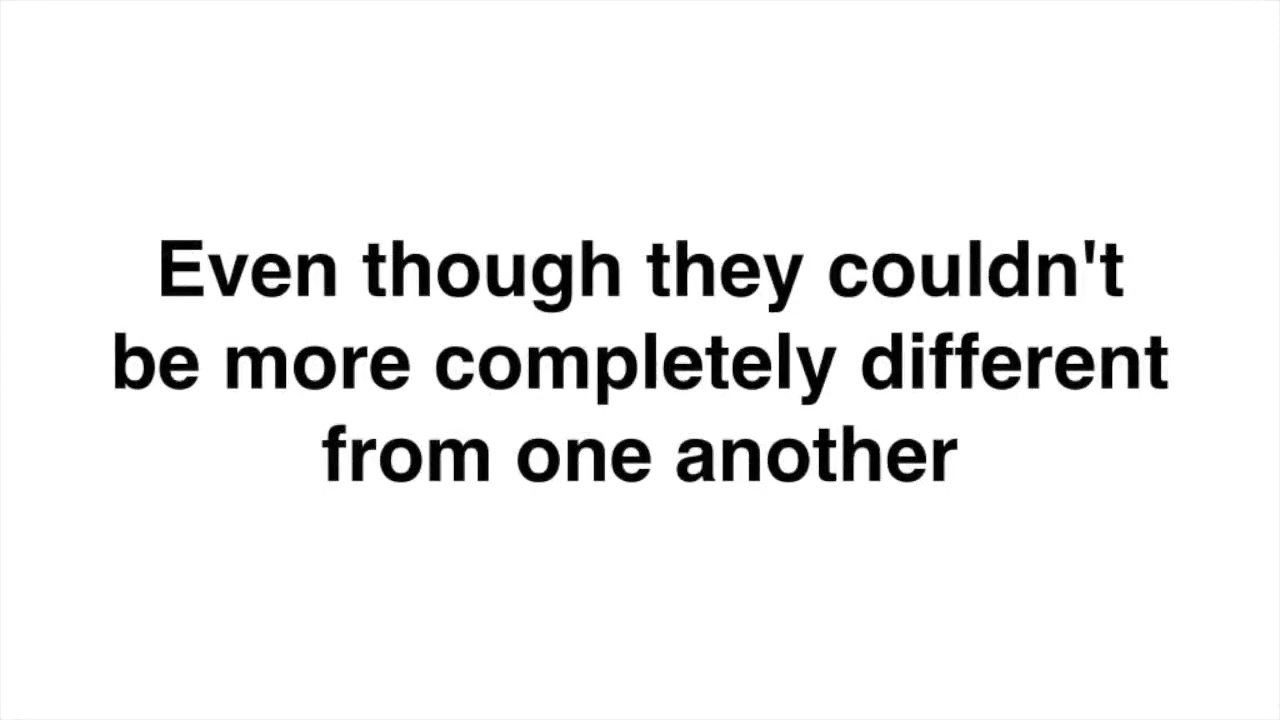 Even though they couldn't
be more completely different
from one another